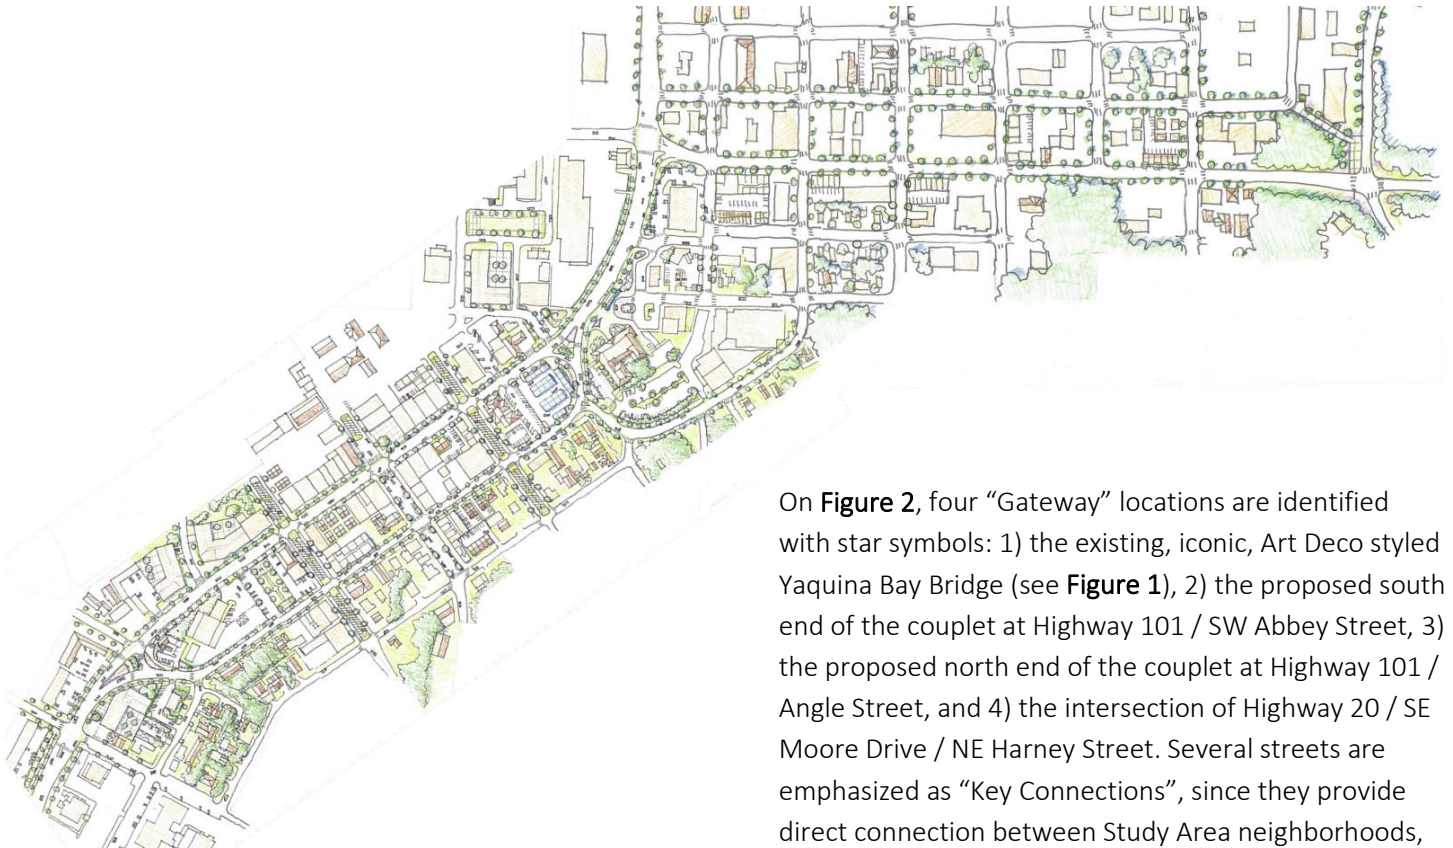 On Figure 2, four “Gateway” locations are identified
with star symbols: 1) the existing, iconic, Art Deco styled
Yaquina Bay Bridge (see Figure 1), 2) the proposed south
end of the couplet at Highway 101 / SW Abbey Street, 3)
the proposed north end of the couplet at Highway 101 /
Angle Street, and 4) the intersection of Highway 20 / SE
Moore Drive / NE Harney Street. Several streets are
emphasized as “Key Connections”, since they provide
direct connection between Study Area neighborhoods,